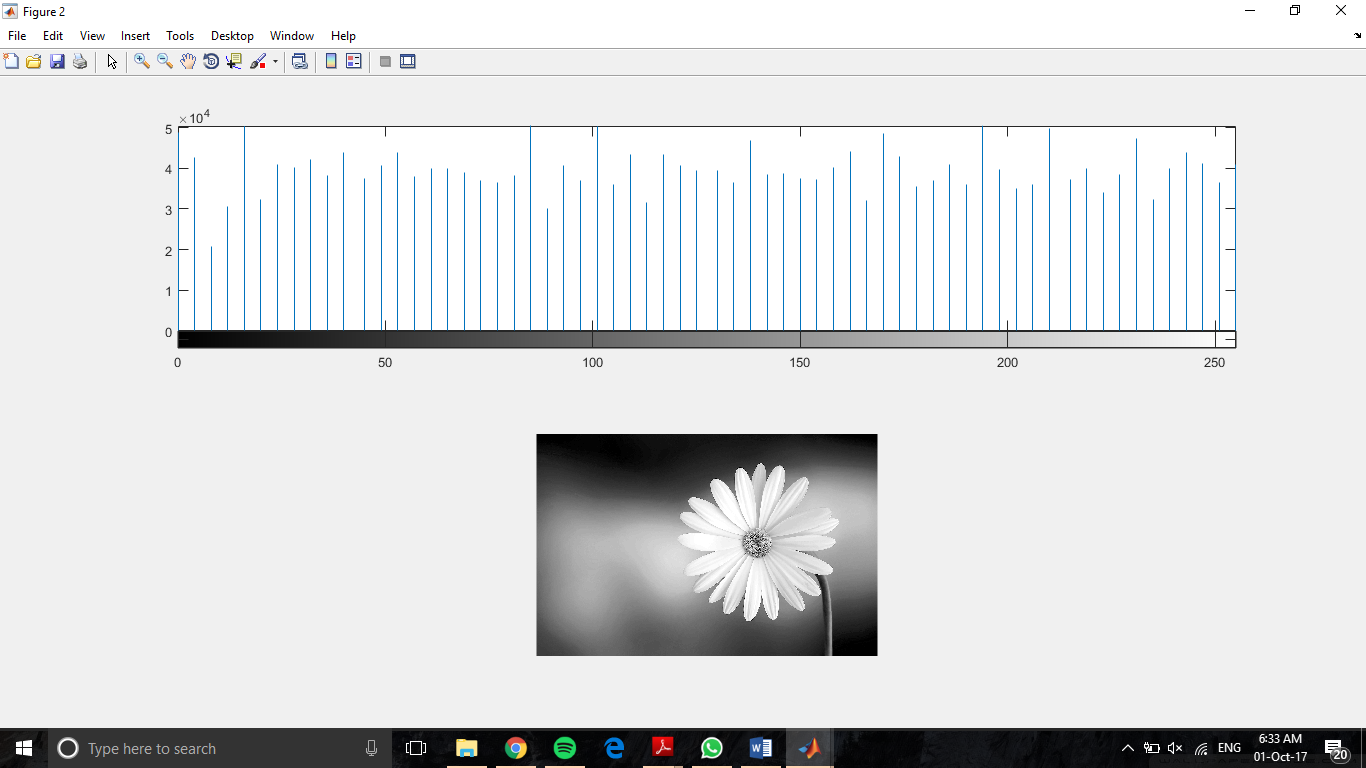 Figure 2
File Edit View Insert Tools Desktop Window Help
×10⁴
5
4
3
2
1
0
0 50 100 150 200 250
Type here to search
ENG
6:33 AM
01-Oct-17
20